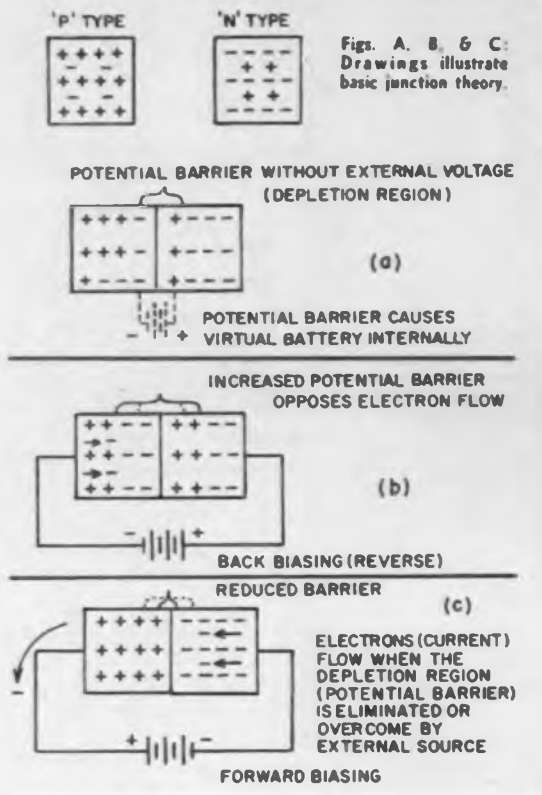 'P' TYPE
'N' TYPE
Figs. A, B, & C:
Drawings illustrate
basic junction theory.
+ + + +
– –
+ + + +
– –
+ + + +
– – – –
+ +
– – – –
+ +
– – – –
POTENTIAL BARRIER WITHOUT EXTERNAL VOLTAGE
(DEPLETION REGION)
+ + + – + – – –
+ + + – + – – –
+ – – – + – – –
(a)
– +
POTENTIAL BARRIER CAUSES
VIRTUAL BATTERY INTERNALLY
INCREASED POTENTIAL BARRIER
OPPOSES ELECTRON FLOW
+ + – – + + – –
→ –
+ + – – + + – –
→ –
+ + – – + + – –
(b)
– +
BACK BIASING (REVERSE)
REDUCED BARRIER
(c)
+ + + + – – – – –
– ←
+ + + + – – – – –
– ←
+ + + + – – – – –
–
ELECTRONS (CURRENT)
FLOW WHEN THE
DEPLETION REGION
(POTENTIAL BARRIER)
IS ELIMINATED OR
OVERCOME BY
EXTERNAL SOURCE
+ –
FORWARD BIASING